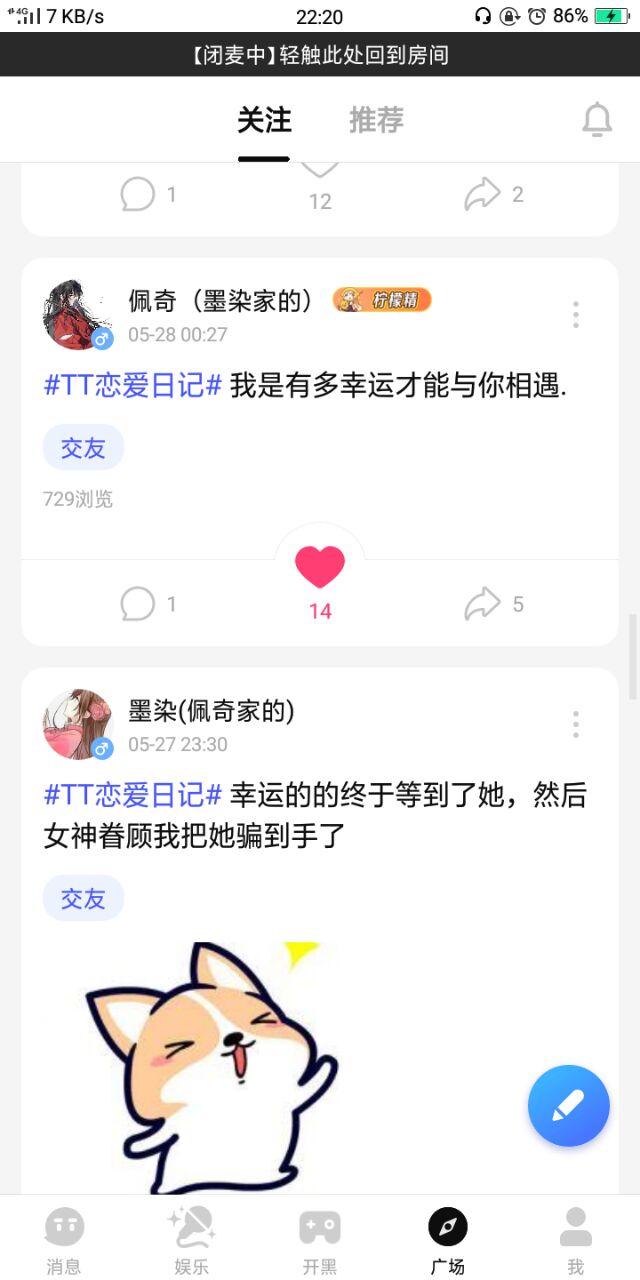 4G 7 KB/s 22:20 86%
【闭麦中】轻触此处回到房间
关注 推荐
1 12 2
佩奇（墨染家的） 柠檬精
05-28 00:27
#TT恋爱日记# 我是有多幸运才能与你相遇.
交友
729浏览
1 14 5
墨染(佩奇家的)
05-27 23:30
#TT恋爱日记# 幸运的的终于等到了她，然后
女神眷顾我把她骗到手了
交友
消息 娱乐 开黑 广场 我